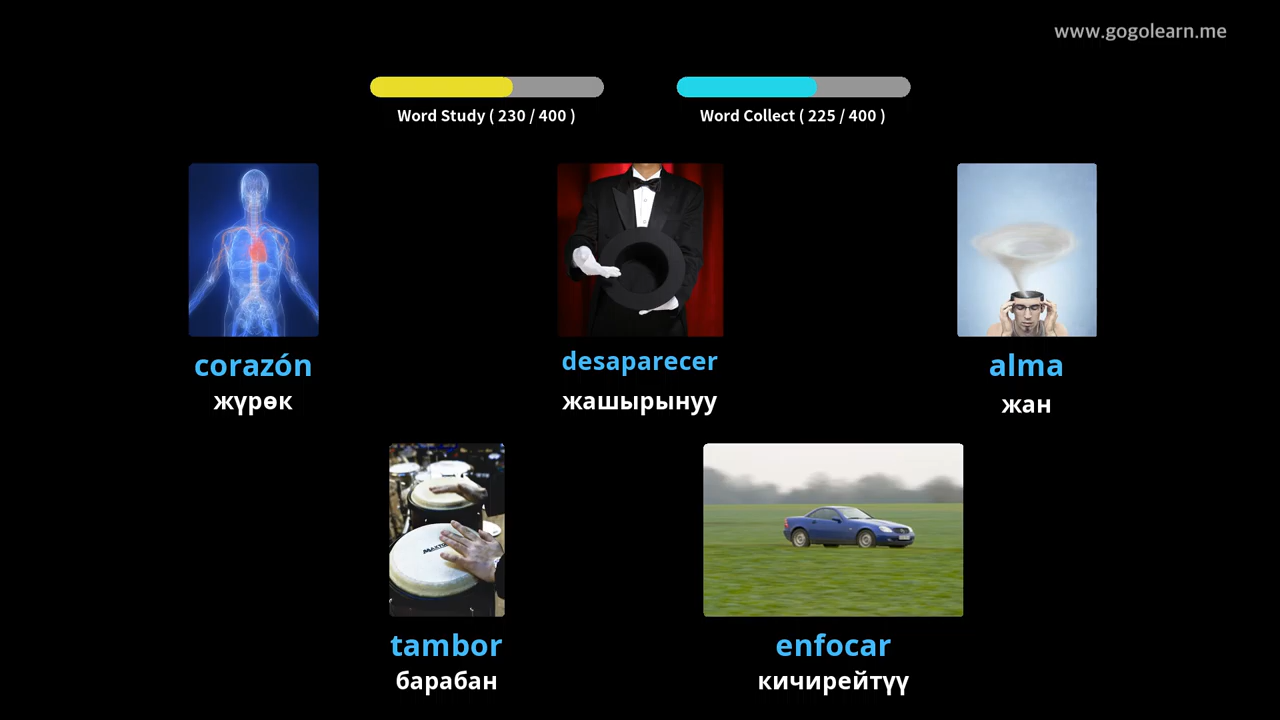 www.gogolearn.me
Word Study ( 230 / 400 )
Word Collect ( 225 / 400 )
corazón
жүрөк
desaparecer
жашырынуу
alma
жан
tambor
барабан
enfocar
кичирейтүү